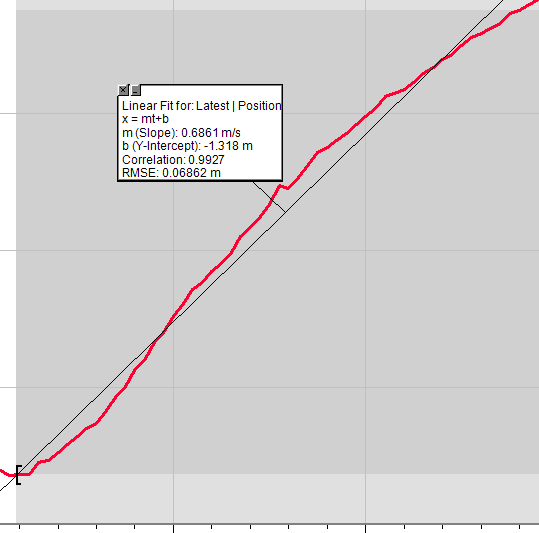 Linear Fit for: Latest | Position
x = mt+b
m (Slope): 0.6861 m/s
b (Y-Intercept): -1.318 m
Correlation: 0.9927
RMSE: 0.06862 m